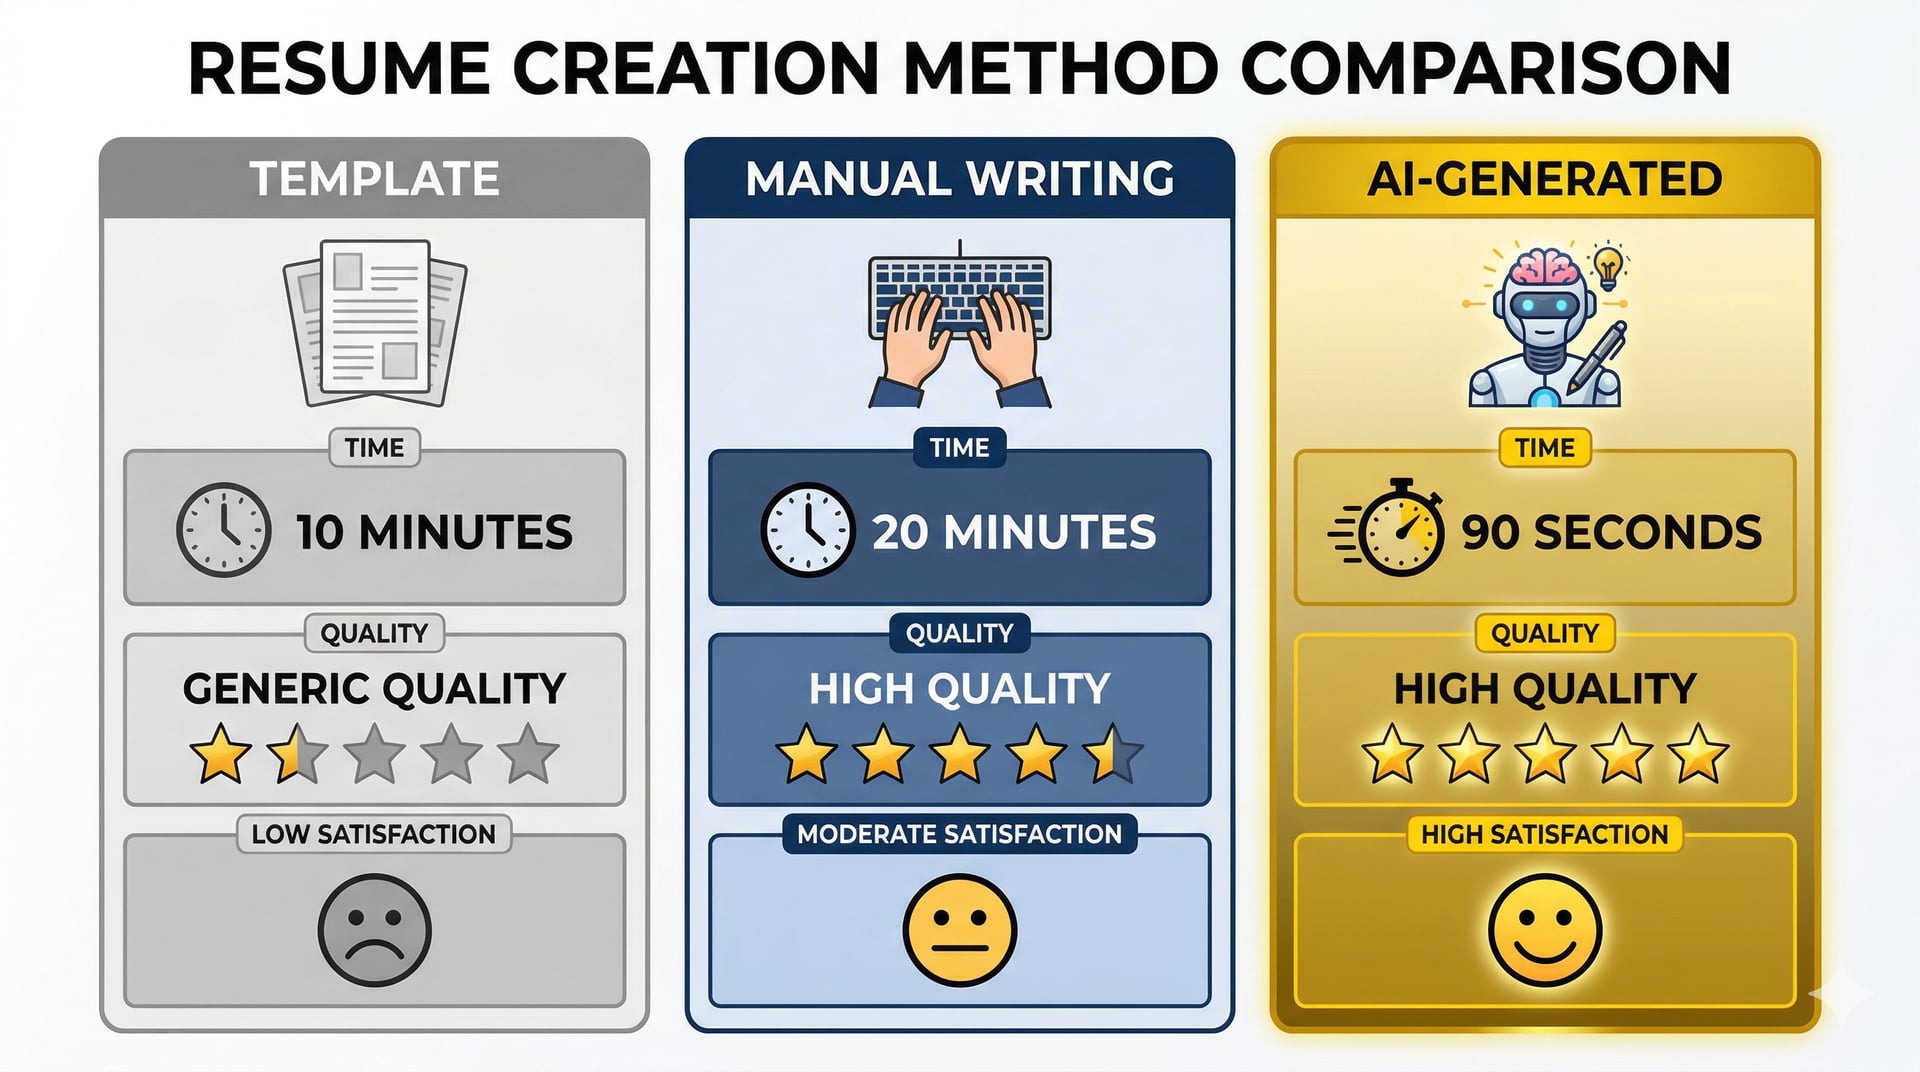 RESUME CREATION METHOD COMPARISON
TEMPLATE
TIME
10 MINUTES
QUALITY
GENERIC QUALITY
LOW SATISFACTION
MANUAL WRITING
TIME
20 MINUTES
QUALITY
HIGH QUALITY
MODERATE SATISFACTION
AI-GENERATED
TIME
90 SECONDS
QUALITY
HIGH QUALITY
HIGH SATISFACTION